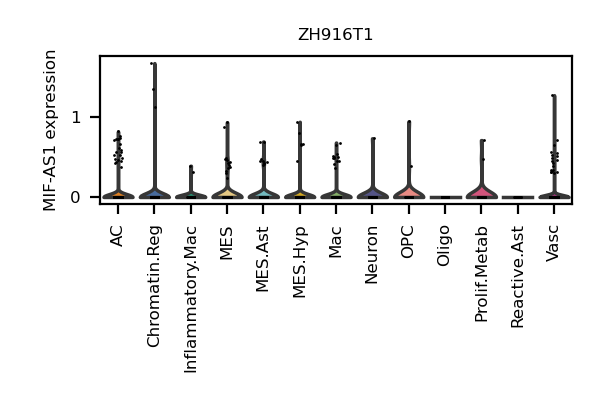 ZH916T1
MIF-AS1 expression
1
0
AC
Chromatin.Reg
Inflammatory.Mac
MES
MES.Ast
MES.Hyp
Mac
Neuron
OPC
Oligo
Prolif.Metab
Reactive.Ast
Vasc